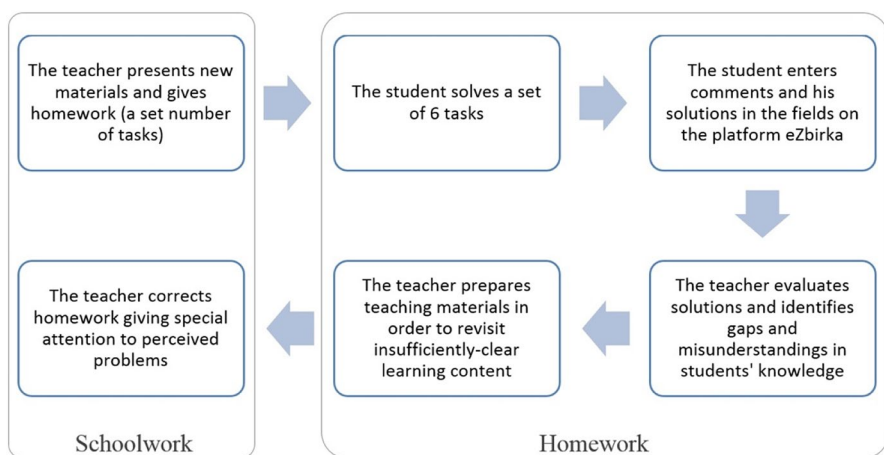 The teacher presents new
materials and gives
homework (a set number
of tasks)
The student solves a set
of 6 tasks
The student enters
comments and his
solutions in the fields on
the platform eZbirka
The teacher evaluates
solutions and identifies
gaps and
misunderstandings in
students' knowledge
The teacher prepares
teaching materials in
order to revisit
insufficiently-clear
learning content
The teacher corrects
homework giving special
attention to perceived
problems
Schoolwork
Homework